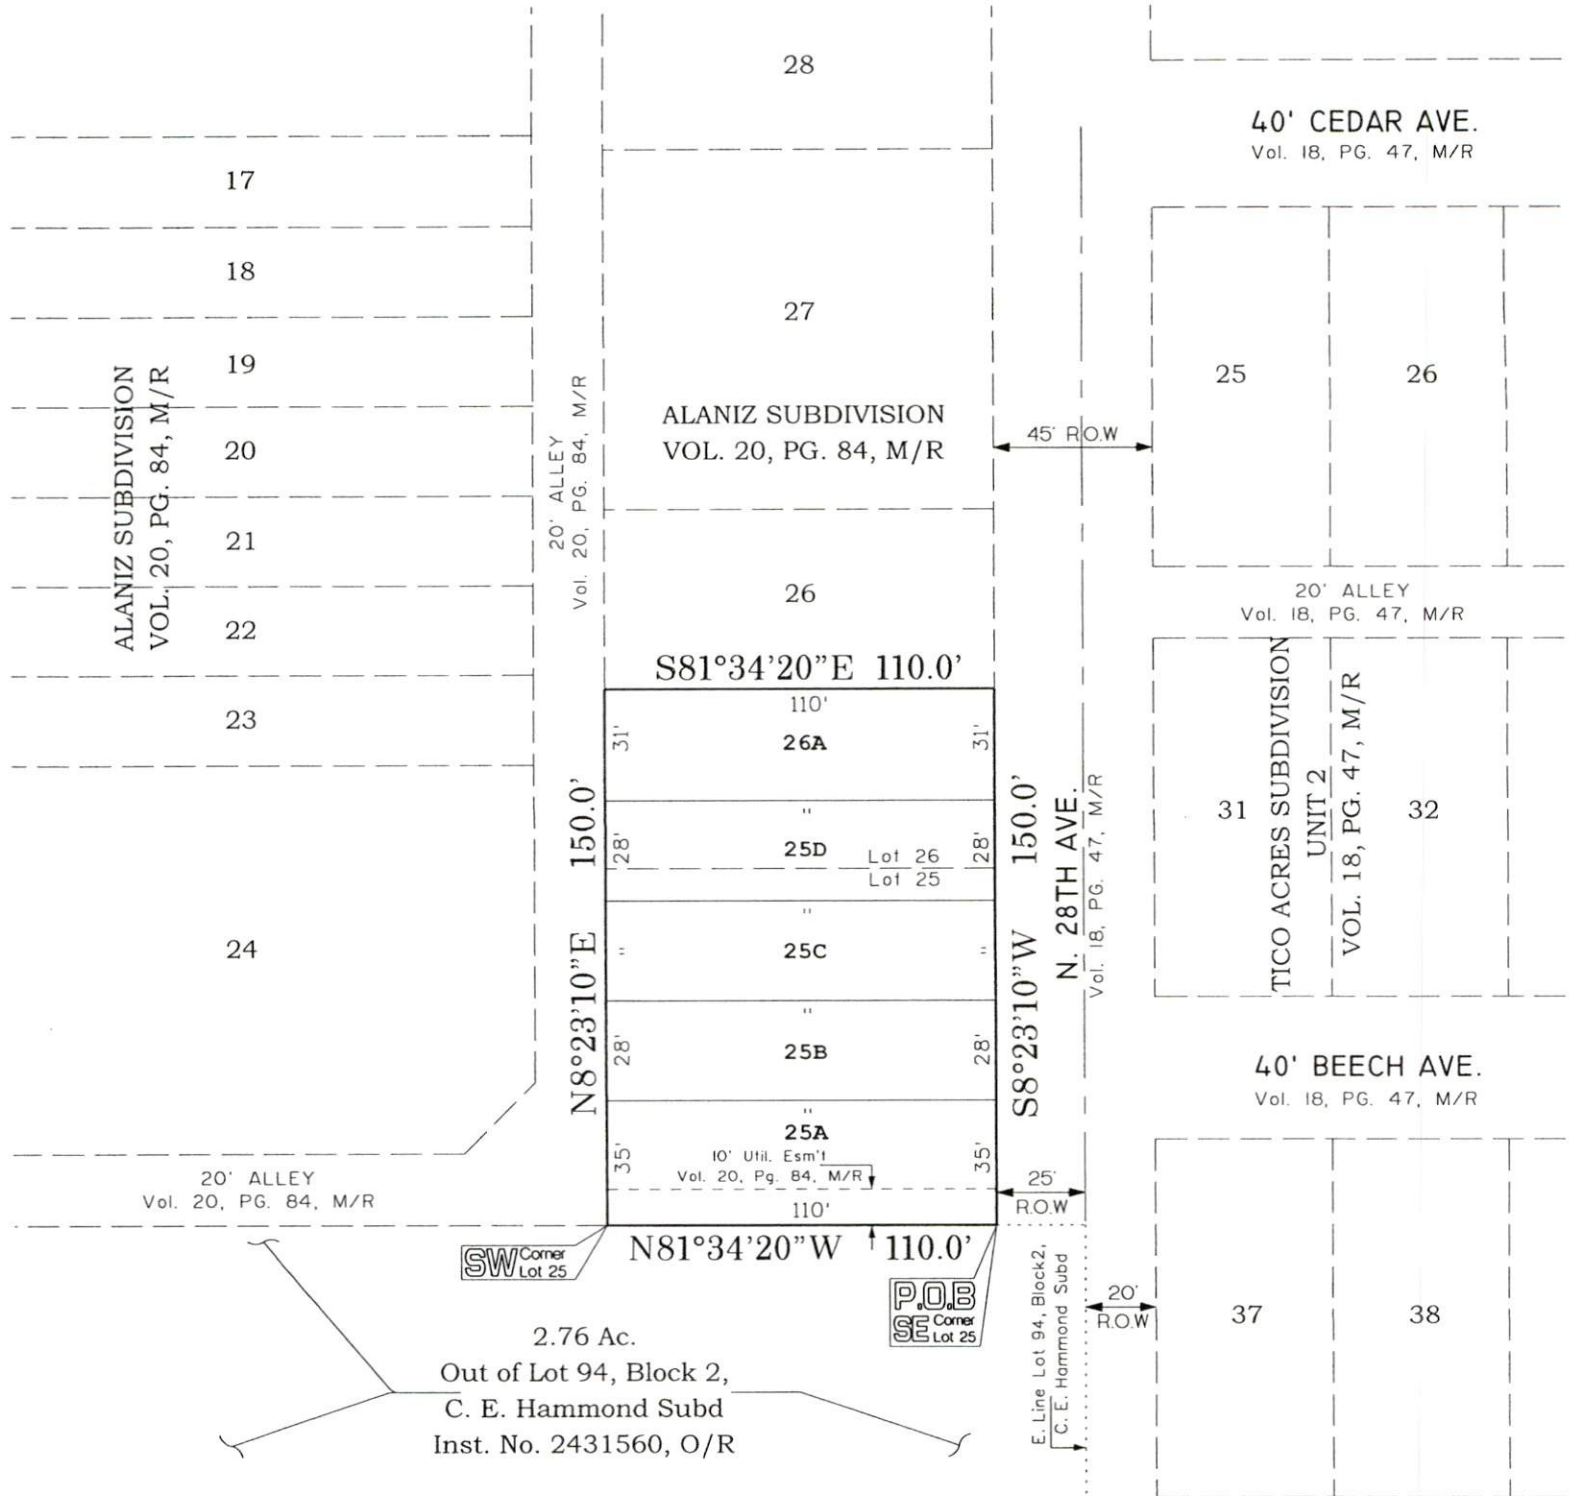 28
40' CEDAR AVE.
Vol. 18, PG. 47, M/R
17
18
19
20
21
22
23
24
ALANIZ SUBDIVISION
VOL. 20, PG. 84, M/R
20' ALLEY
Vol. 20, PG. 84, M/R
27
ALANIZ SUBDIVISION
VOL. 20, PG. 84, M/R
26
45' R.O.W
25
26
20' ALLEY
Vol. 18, PG. 47, M/R
S81°34'20"E 110.0'
110'
31'
26A
31'
"
28'
25D
28'
Lot 26
Lot 25
"
"
25C
"
"
28'
25B
28'
"
25A
35'
35'
10' Util. Esm't
Vol. 20, Pg. 84, M/R
110'
N8°23'10"E 150.0'
S8°23'10"W 150.0'
N. 28TH AVE.
Vol. 18, PG. 47, M/R
31
TICO ACRES SUBDIVISION
UNIT 2
VOL. 18, PG. 47, M/R
32
40' BEECH AVE.
Vol. 18, PG. 47, M/R
20' ALLEY
Vol. 20, PG. 84, M/R
25'
R.O.W
N81°34'20"W 110.0'
SW Corner
Lot 25
P.O.B
SE Corner
Lot 25
E. Line Lot 94, Block2,
C. E. Hammond Subd
20'
R.O.W
37
38
2.76 Ac.
Out of Lot 94, Block 2,
C. E. Hammond Subd
Inst. No. 2431560, O/R